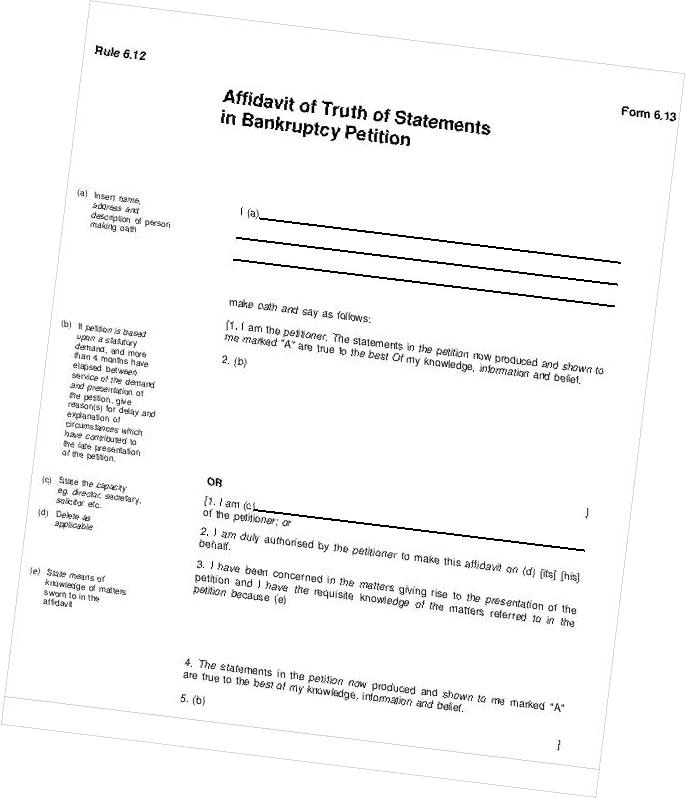 Rule 6.12
Form 6.13
Affidavit of Truth of Statements
in Bankruptcy Petition
(a) Insert name,
address and
description of person
making oath
I (a)
make oath and say as follows:
[1. I am the petitioner. The statements in the petition now produced and shown to
me marked "A" are true to the best Of my knowledge, information and belief.
(b) If petition is based
upon a statutory
demand, and more
than 4 months have
elapsed between
service of the demand
and presentation of
the petition, give
reason(s) for delay and
explanation of
circumstances which
have contributed to
the late presentation
of the petition.
2. (b)
]
OR
(c) State the capacity
eg. director, secretary,
solicitor etc.
[1. I am (c)
of the petitioner; or
(d) Delete as
applicable
2. I am duly authorised by the petitioner to make this affidavit on (d) [its] [his]
behalf.
(e) State means of
knowledge of matters
sworn to in the
affidavit
3. I have been concerned in the matters giving rise to the presentation of the
petition and I have the requisite knowledge of the matters referred to in the
petition because (e)
4. The statements in the petition now produced and shown to me marked "A"
are true to the best of my knowledge, information and belief.
5. (b)
]